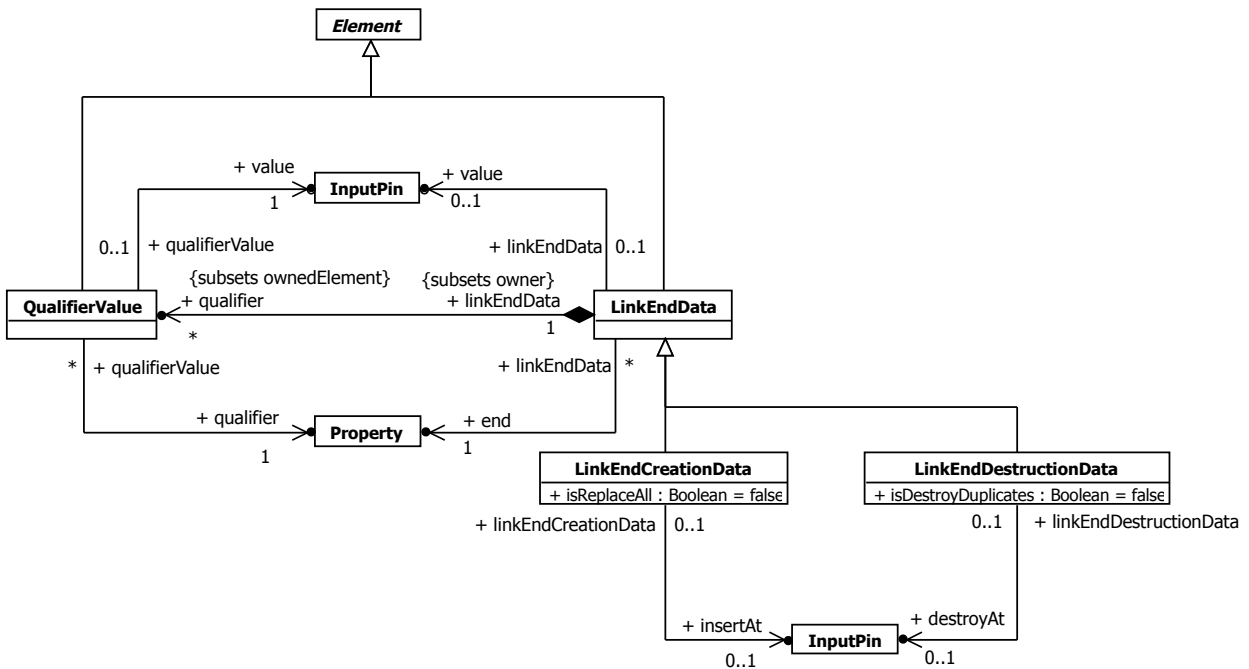 Element
+ value
+ value
InputPin
1
0..1
0..1
+ qualifierValue
+ linkEndData
0..1
{subsets ownedElement}
{subsets owner}
QualifierValue
+ qualifier
+ linkEndData
LinkEndData
*
1
*
+ qualifierValue
+ linkEndData
*
+ qualifier
+ end
Property
1
1
LinkEndCreationData
LinkEndDestructionData
+ isReplaceAll : Boolean = false
+ isDestroyDuplicates : Boolean = false
+ linkEndCreationData
0..1
0..1
+ linkEndDestructionData
+ insertAt
+ destroyAt
InputPin
0..1
0..1